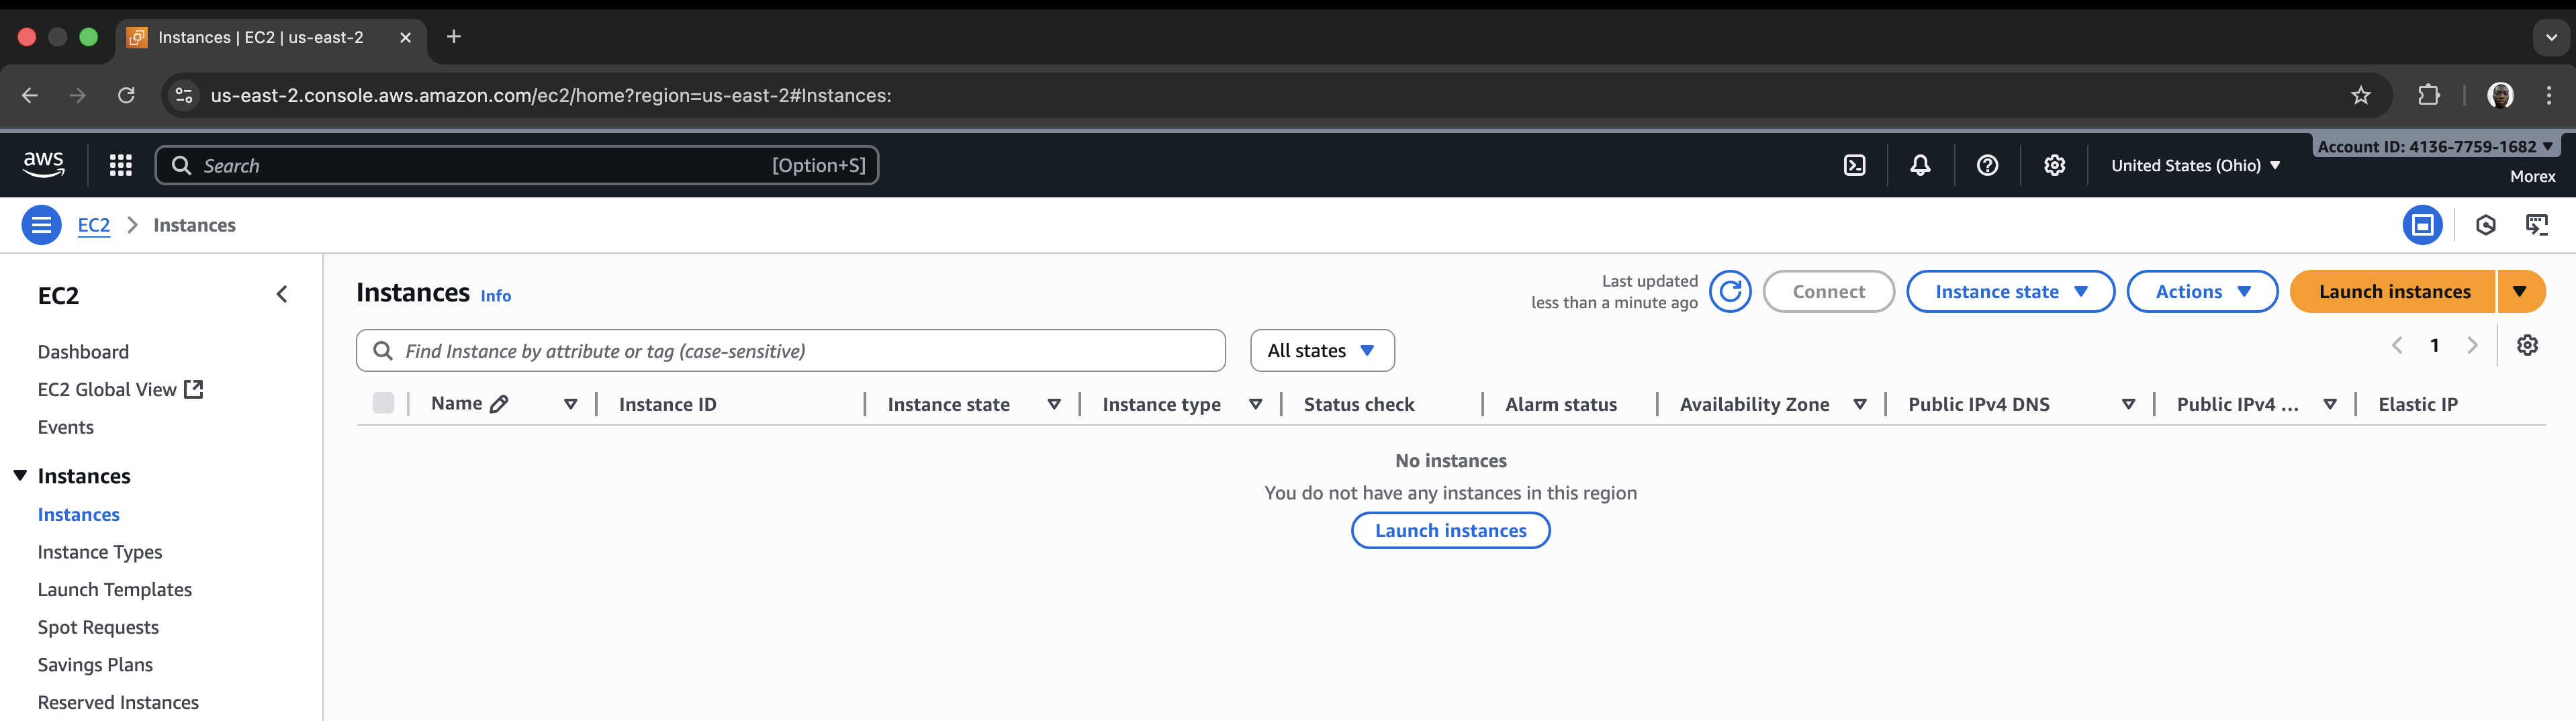 Instances | EC2 | us-east-2
us-east-2.console.aws.amazon.com/ec2/home?region=us-east-2#Instances:
aws
Search
[Option+S]
United States (Ohio)
Account ID: 4136-7759-1682
Morex
EC2
Instances
EC2
Dashboard
EC2 Global View
Events
Instances
Instances
Instance Types
Launch Templates
Spot Requests
Savings Plans
Reserved Instances
Instances Info
Last updated
less than a minute ago
Connect
Instance state
Actions
Launch instances
Find Instance by attribute or tag (case-sensitive)
All states
1
Name
Instance ID
Instance state
Instance type
Status check
Alarm status
Availability Zone
Public IPv4 DNS
Public IPv4 ...
Elastic IP
No instances
You do not have any instances in this region
Launch instances